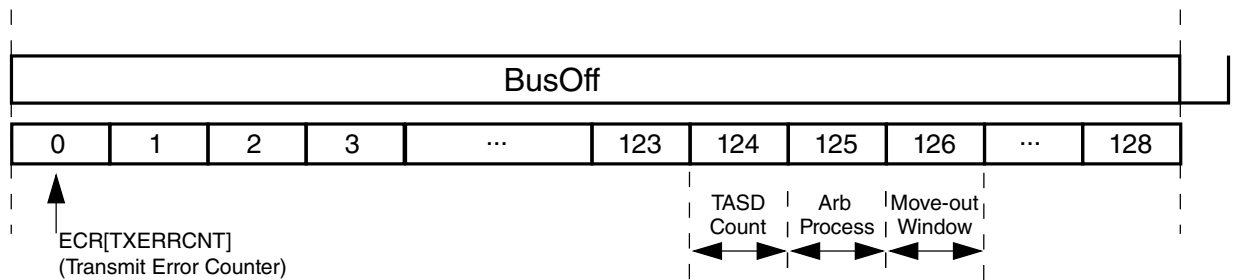 BusOff
0 1 2 3 ... 123 124 125 126 ... 128
TASD Count
Arb Process
Move-out Window
ECR[TXERRCNT]
(Transmit Error Counter)